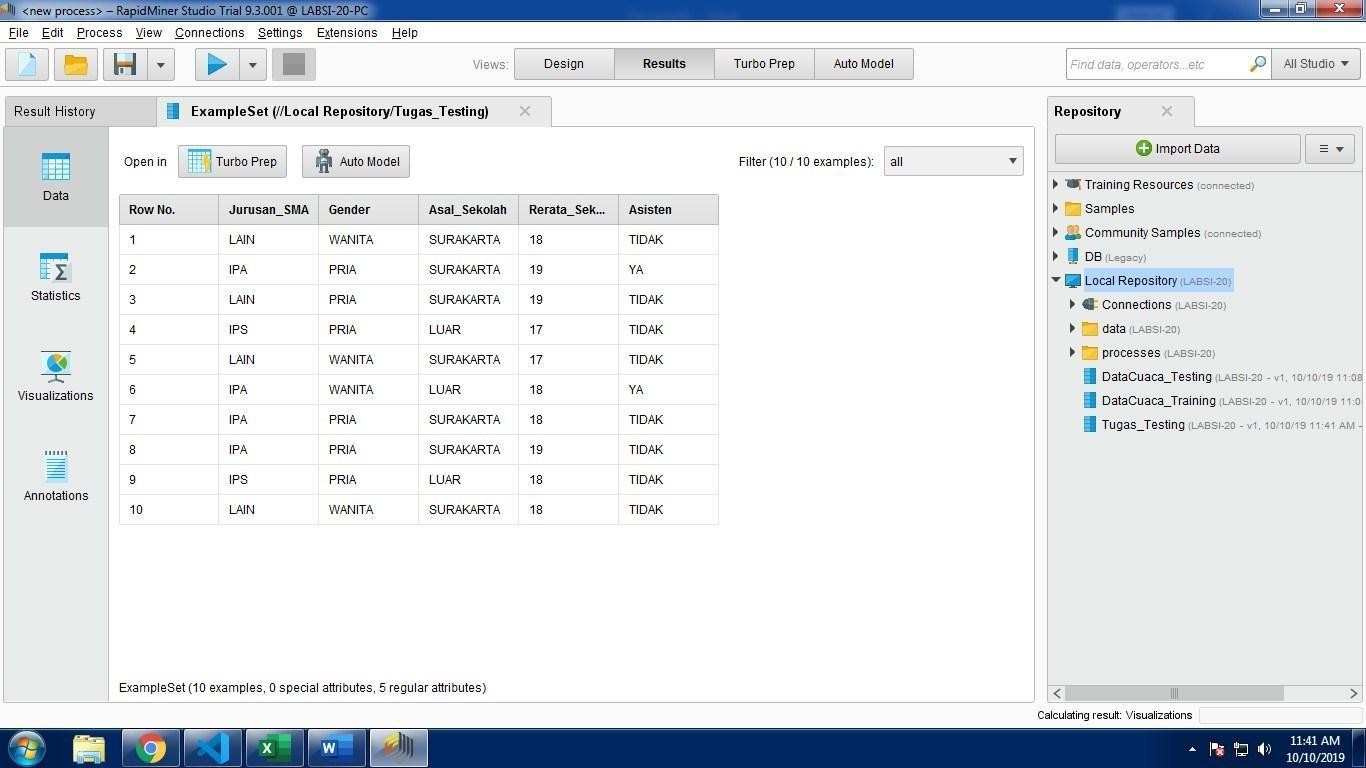 <new process> – RapidMiner Studio Trial 9.3.001 @ LABSI-20-PC
File Edit Process View Connections Settings Extensions Help
Views: Design Results Turbo Prep Auto Model
Find data, operators...etc
All Studio
Result History
ExampleSet (//Local Repository/Tugas_Testing)
Data
Statistics
Visualizations
Annotations
Open in Turbo Prep Auto Model
Filter (10 / 10 examples): all
Row No. Jurusan_SMA Gender Asal_Sekolah Rerata_Sek... Asisten
1 LAIN WANITA SURAKARTA 18 TIDAK
2 IPA PRIA SURAKARTA 19 YA
3 LAIN PRIA SURAKARTA 19 TIDAK
4 IPS PRIA LUAR 17 TIDAK
5 LAIN WANITA SURAKARTA 17 TIDAK
6 IPA WANITA LUAR 18 YA
7 IPA PRIA SURAKARTA 18 TIDAK
8 IPA PRIA SURAKARTA 19 TIDAK
9 IPS PRIA LUAR 18 TIDAK
10 LAIN WANITA SURAKARTA 18 TIDAK
ExampleSet (10 examples, 0 special attributes, 5 regular attributes)
Repository
Import Data
Training Resources (connected)
Samples
Community Samples (connected)
DB (Legacy)
Local Repository (LABSI-20)
Connections (LABSI-20)
data (LABSI-20)
processes (LABSI-20)
DataCuaca_Testing (LABSI-20 – v1, 10/10/19 11:08
DataCuaca_Training (LABSI-20 – v1, 10/10/19 11:0
Tugas_Testing (LABSI-20 – v1, 10/10/19 11:41 AM –
Calculating result: Visualizations
11:41 AM
10/10/2019